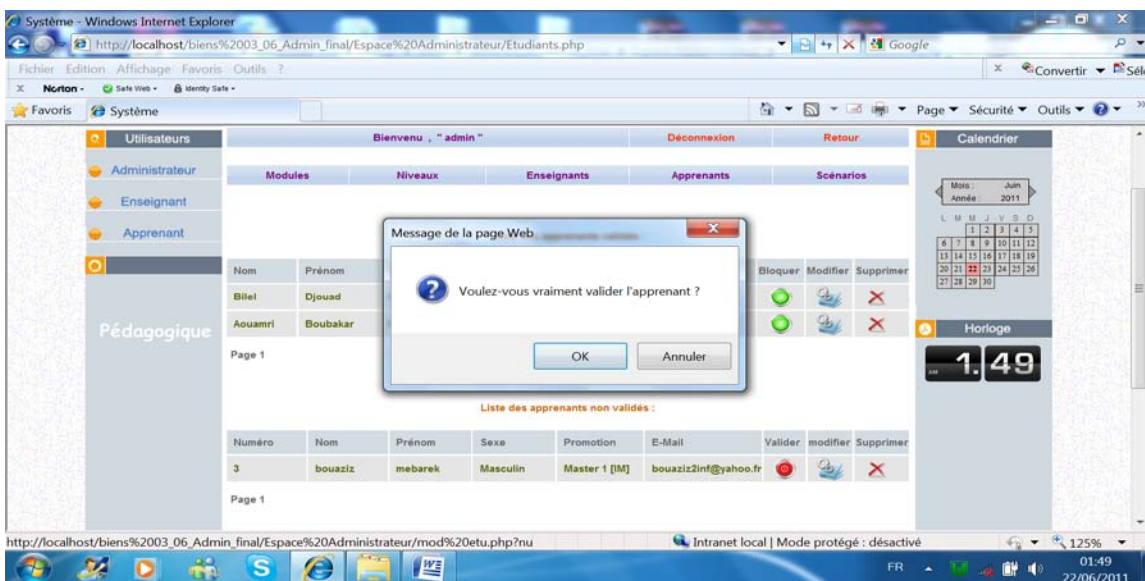 Système - Windows Internet Explorer
http://localhost/biens%2003_06_Admin_final/Espace%20Administrateur/Etudiants.php
Google
Fichier Edition Affichage Favoris Outils ?
x Convertir Séle
X Norton - Safe Web - Identity Safe -
Favoris Système Page Sécurité Outils
Utilisateurs
Administrateur
Enseignant
Apprenant
Pédagogique
Bienvenu , " admin " Déconnexion Retour
Modules Niveaux Enseignants Apprenants Scénarios
Message de la page Web
Voulez-vous vraiment valider l'apprenant ?
OK Annuler
Nom Prénom Bloquer Modifier Supprimer
Bilel Djouad
Aouamri Boubakar
Page 1
Liste des apprenants non validés :
Numéro Nom Prénom Sexe Promotion E-Mail Valider modifier Supprimer
3 bouaziz mebarek Masculin Master 1 [IM] bouaziz2inf@yahoo.fr
Page 1
Calendrier
Mois : Juin
Année : 2011
L M M J V S D
1 2 3 4 5
6 7 8 9 10 11 12
13 14 15 16 17 18 19
20 21 22 23 24 25 26
27 28 29 30
Horloge
AM 1. 49
http://localhost/biens%2003_06_Admin_final/Espace%20Administrateur/mod%20etu.php?nu
Intranet local | Mode protégé : désactivé
125%
FR
01:49
22/06/2011